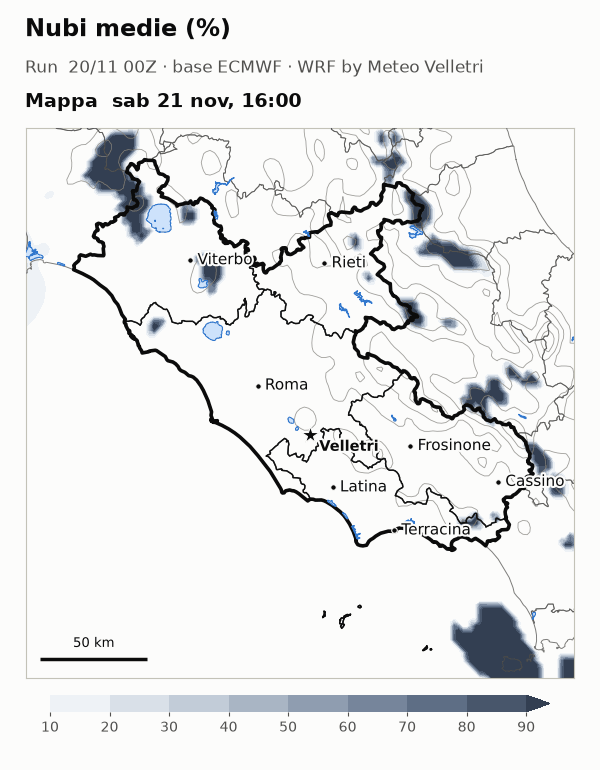 Nubi medie (%)
Run  20/11 00Z · base ECMWF · WRF by Meteo Velletri
Mappa  sab 21 nov, 16:00
Viterbo
Rieti
Roma
Velletri
Frosinone
Latina
Cassino
Terracina
50 km
10 20 30 40 50 60 70 80 90